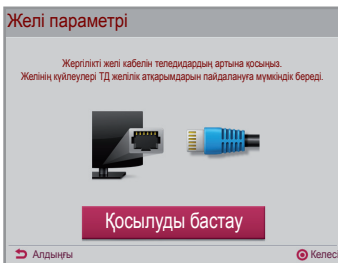 Желі параметрі
Жергілікті желі кабелін теледидардың артына қосыңыз.
Желінің күйлеулері ТД желілік атқарымдарын пайдалануға мүмкіндік береді.
Қосылуды бастау
Алдыңғы
Келесі